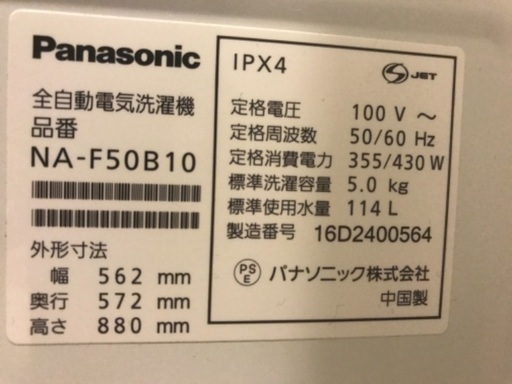 Panasonic
全自動電気洗濯機
品番
NA-F50B10
外形寸法
幅 562 mm
奥行 572 mm
高さ 880 mm
IPX4
S JET
定格電圧 100 V ～
定格周波数 50/60 Hz
定格消費電力 355/430 W
標準洗濯容量 5.0 kg
標準使用水量 114 L
製造番号 16D2400564
PS
E
パナソニック株式会社
中国製